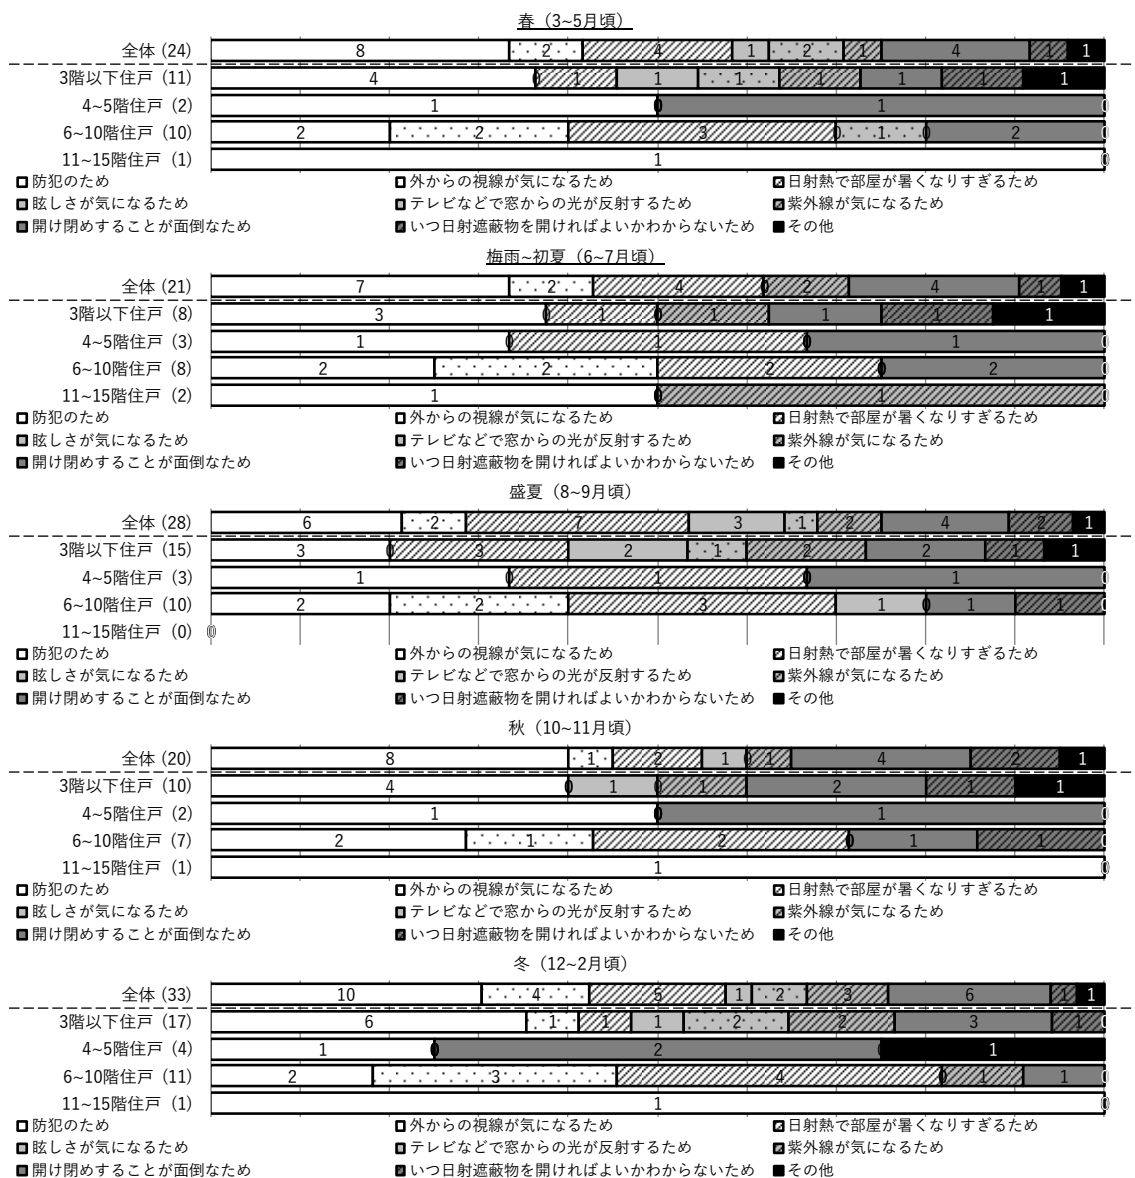 春（3~5月頃）
全体 (24) 8 2 4 1 2 1 4 1 1
3階以下住戸 (11) 4 0 1 1 1 1 1 1 1
4~5階住戸 (2) 1 0 1 0
6~10階住戸 (10) 2 2 3 0 1 0 2 0
11~15階住戸 (1) 1 0
防犯のため 外からの視線が気になるため 日射熱で部屋が暑くなりすぎるため
眩しさが気になるため テレビなどで窓からの光が反射するため 紫外線が気になるため
開け閉めすることが面倒なため いつ日射遮蔽物を開ければよいかわからないため その他
梅雨~初夏（6~7月頃）
全体 (21) 7 2 4 0 2 4 1 1
3階以下住戸 (8) 3 0 1 0 1 1 1 1
4~5階住戸 (3) 1 0 1 0 1 0
6~10階住戸 (8) 2 2 2 0 2 0
11~15階住戸 (2) 1 0 1 0
防犯のため 外からの視線が気になるため 日射熱で部屋が暑くなりすぎるため
眩しさが気になるため テレビなどで窓からの光が反射するため 紫外線が気になるため
開け閉めすることが面倒なため いつ日射遮蔽物を開ければよいかわからないため その他
盛夏（8~9月頃）
全体 (28) 6 2 7 3 1 2 4 2 1
3階以下住戸 (15) 3 0 3 2 1 2 2 1 1
4~5階住戸 (3) 1 0 1 0 1 0
6~10階住戸 (10) 2 2 3 1 0 1 1 0
11~15階住戸 (0) 0
防犯のため 外からの視線が気になるため 日射熱で部屋が暑くなりすぎるため
眩しさが気になるため テレビなどで窓からの光が反射するため 紫外線が気になるため
開け閉めすることが面倒なため いつ日射遮蔽物を開ければよいかわからないため その他
秋（10~11月頃）
全体 (20) 8 1 2 1 0 1 4 2 1
3階以下住戸 (10) 4 0 1 0 1 2 1 1
4~5階住戸 (2) 1 0 1 0
6~10階住戸 (7) 2 1 2 0 1 1 0
11~15階住戸 (1) 1 0
防犯のため 外からの視線が気になるため 日射熱で部屋が暑くなりすぎるため
眩しさが気になるため テレビなどで窓からの光が反射するため 紫外線が気になるため
開け閉めすることが面倒なため いつ日射遮蔽物を開ければよいかわからないため その他
冬（12~2月頃）
全体 (33) 10 4 5 1 2 3 6 1 1
3階以下住戸 (17) 6 1 1 1 2 2 3 1 0
4~5階住戸 (4) 1 0 2 0 1
6~10階住戸 (11) 2 3 4 0 1 1 0
11~15階住戸 (1) 1 0
防犯のため 外からの視線が気になるため 日射熱で部屋が暑くなりすぎるため
眩しさが気になるため テレビなどで窓からの光が反射するため 紫外線が気になるため
開け閉めすることが面倒なため いつ日射遮蔽物を開ければよいかわからないため その他